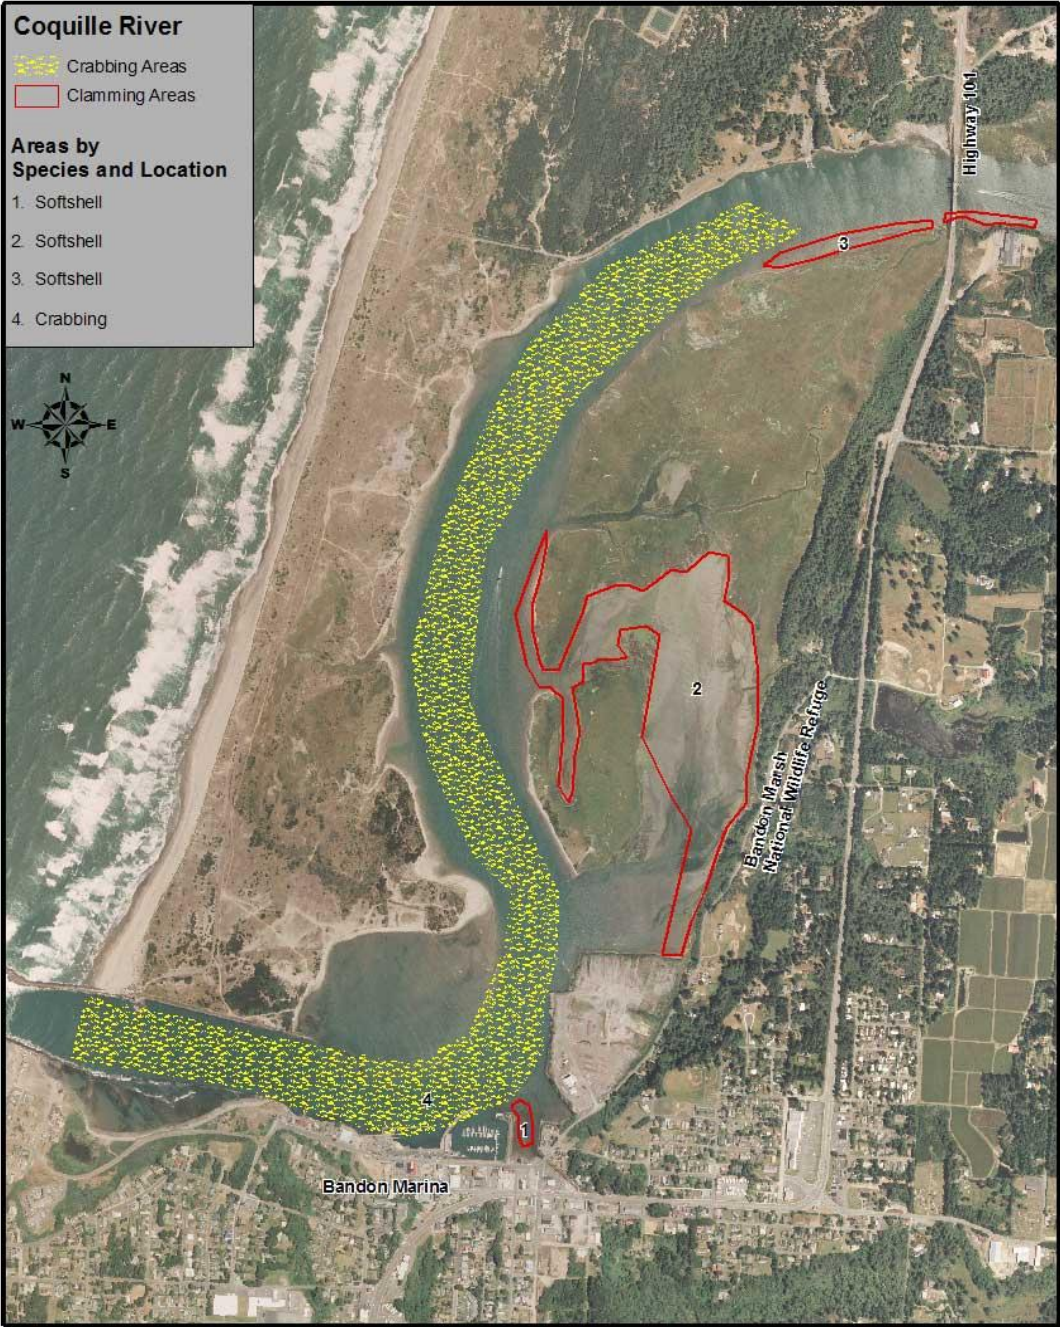 Coquille River
Crabbing Areas
Clamming Areas
Areas by
Species and Location
1. Softshell
2. Softshell
3. Softshell
4. Crabbing
N
W E
S
Highway 101
3
2
Bandon Marsh
National Wildlife Refuge
4
1
Bandon Marina